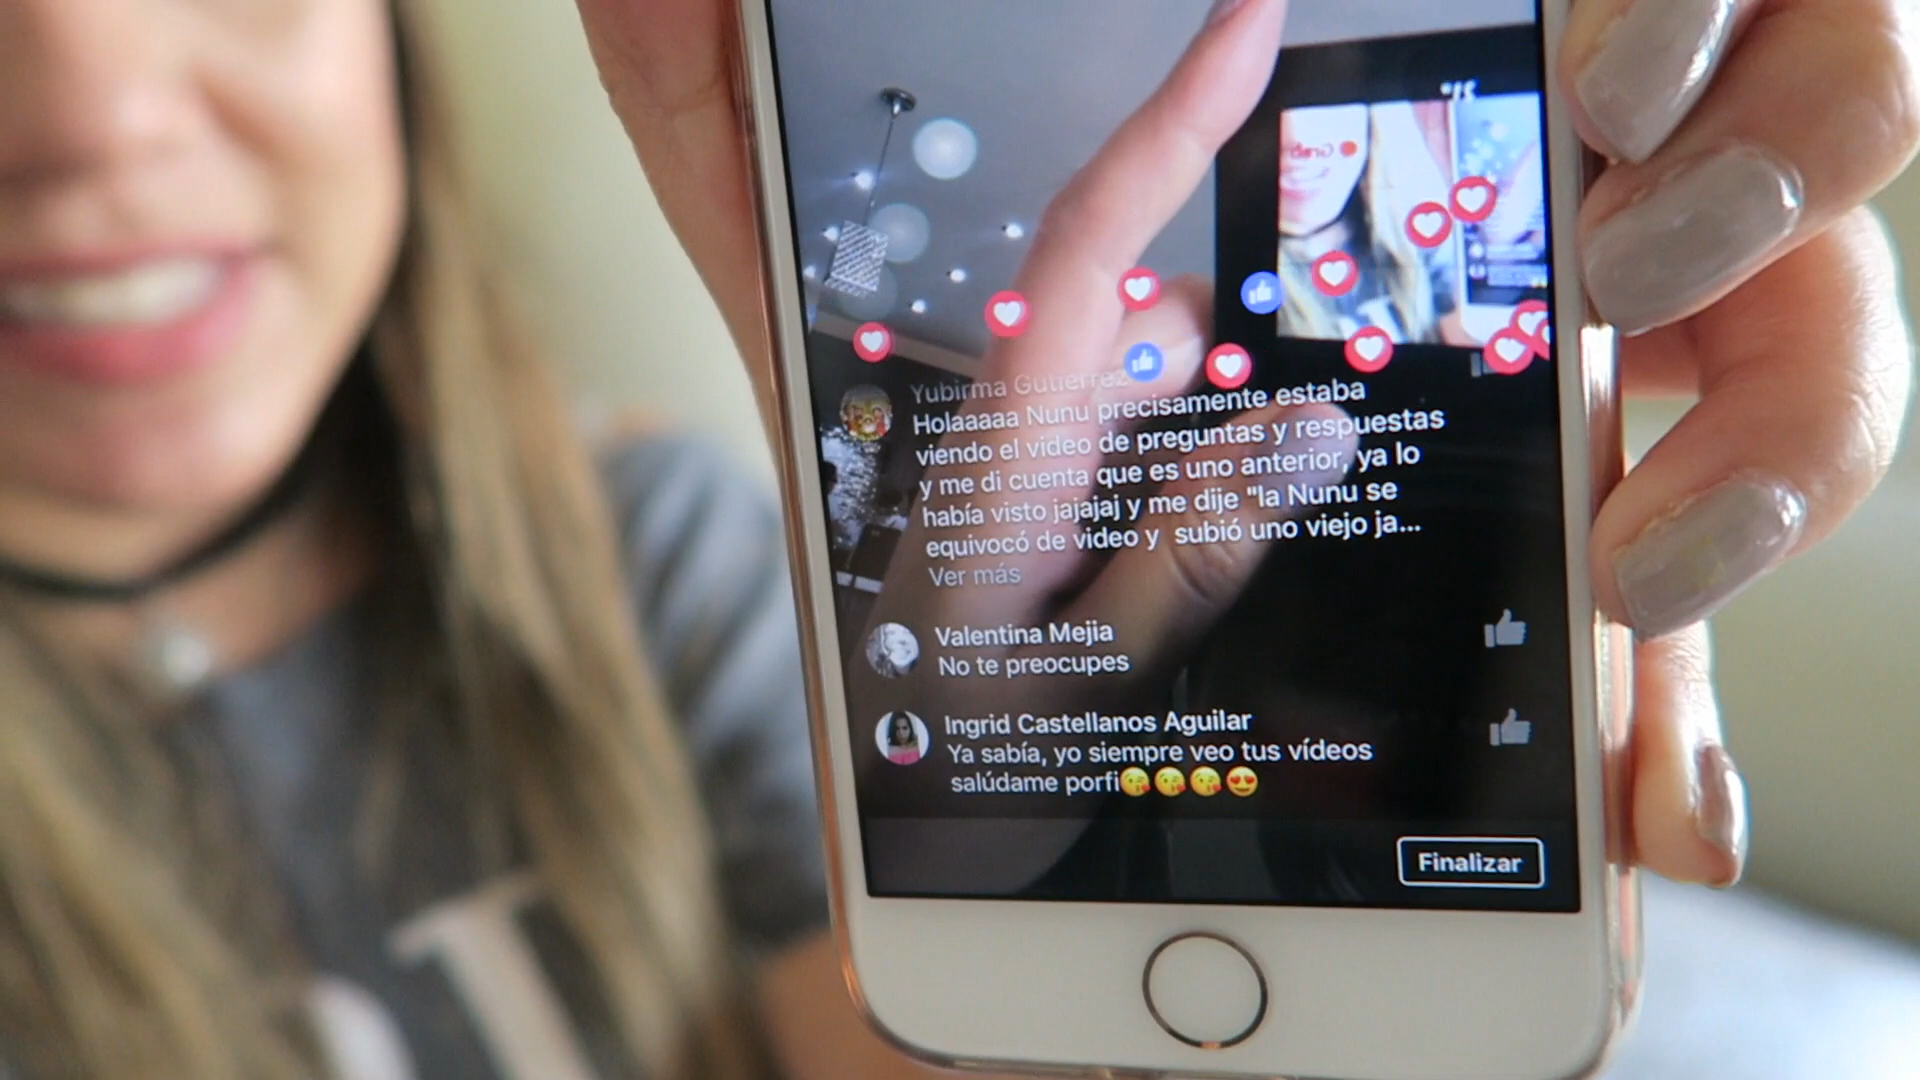 Yubirma Gutierrez
Holaaaaa Nunu precisamente estaba
viendo el video de preguntas y respuestas
y me di cuenta que es uno anterior, ya lo
había visto jajajaj y me dije "la Nunu se
equivocó de video y subió uno viejo ja...
Ver más
Valentina Mejia
No te preocupes
Ingrid Castellanos Aguilar
Ya sabía, yo siempre veo tus vídeos
salúdame porfi😘😘😘😍
Finalizar